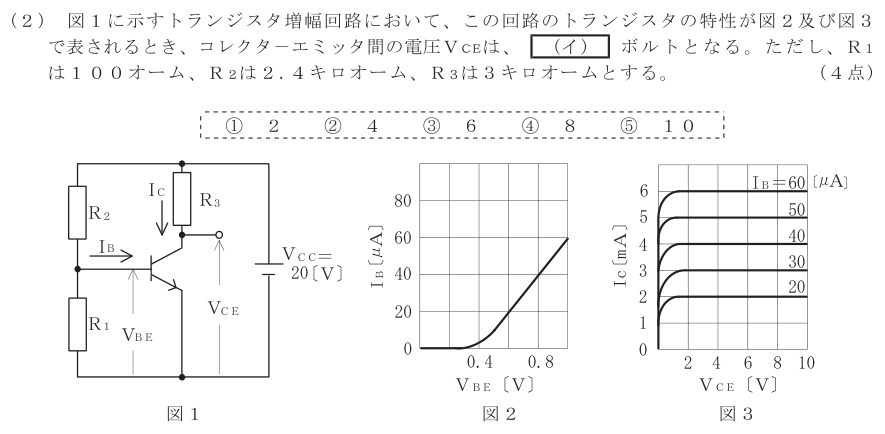 (2) 図1に示すトランジスタ増幅回路において、この回路のトランジスタの特性が図2及び図3
で表されるとき、コレクタ－エミッタ間の電圧VCEは、 (イ) ボルトとなる。ただし、R1
は100オーム、R2は2.4キロオーム、R3は3キロオームとする。 (4点)
① 2 ② 4 ③ 6 ④ 8 ⑤ 10
R2
IB
R1
VBE
IC
R3
VCE
VCC=
20〔V〕
図1
IB〔μA〕
80
60
40
20
0
0.4 0.8
VBE〔V〕
図2
IC〔mA〕
6
5
4
3
2
1
0
IB=60〔μA〕
50
40
30
20
2 4 6 8 10
VCE〔V〕
図3